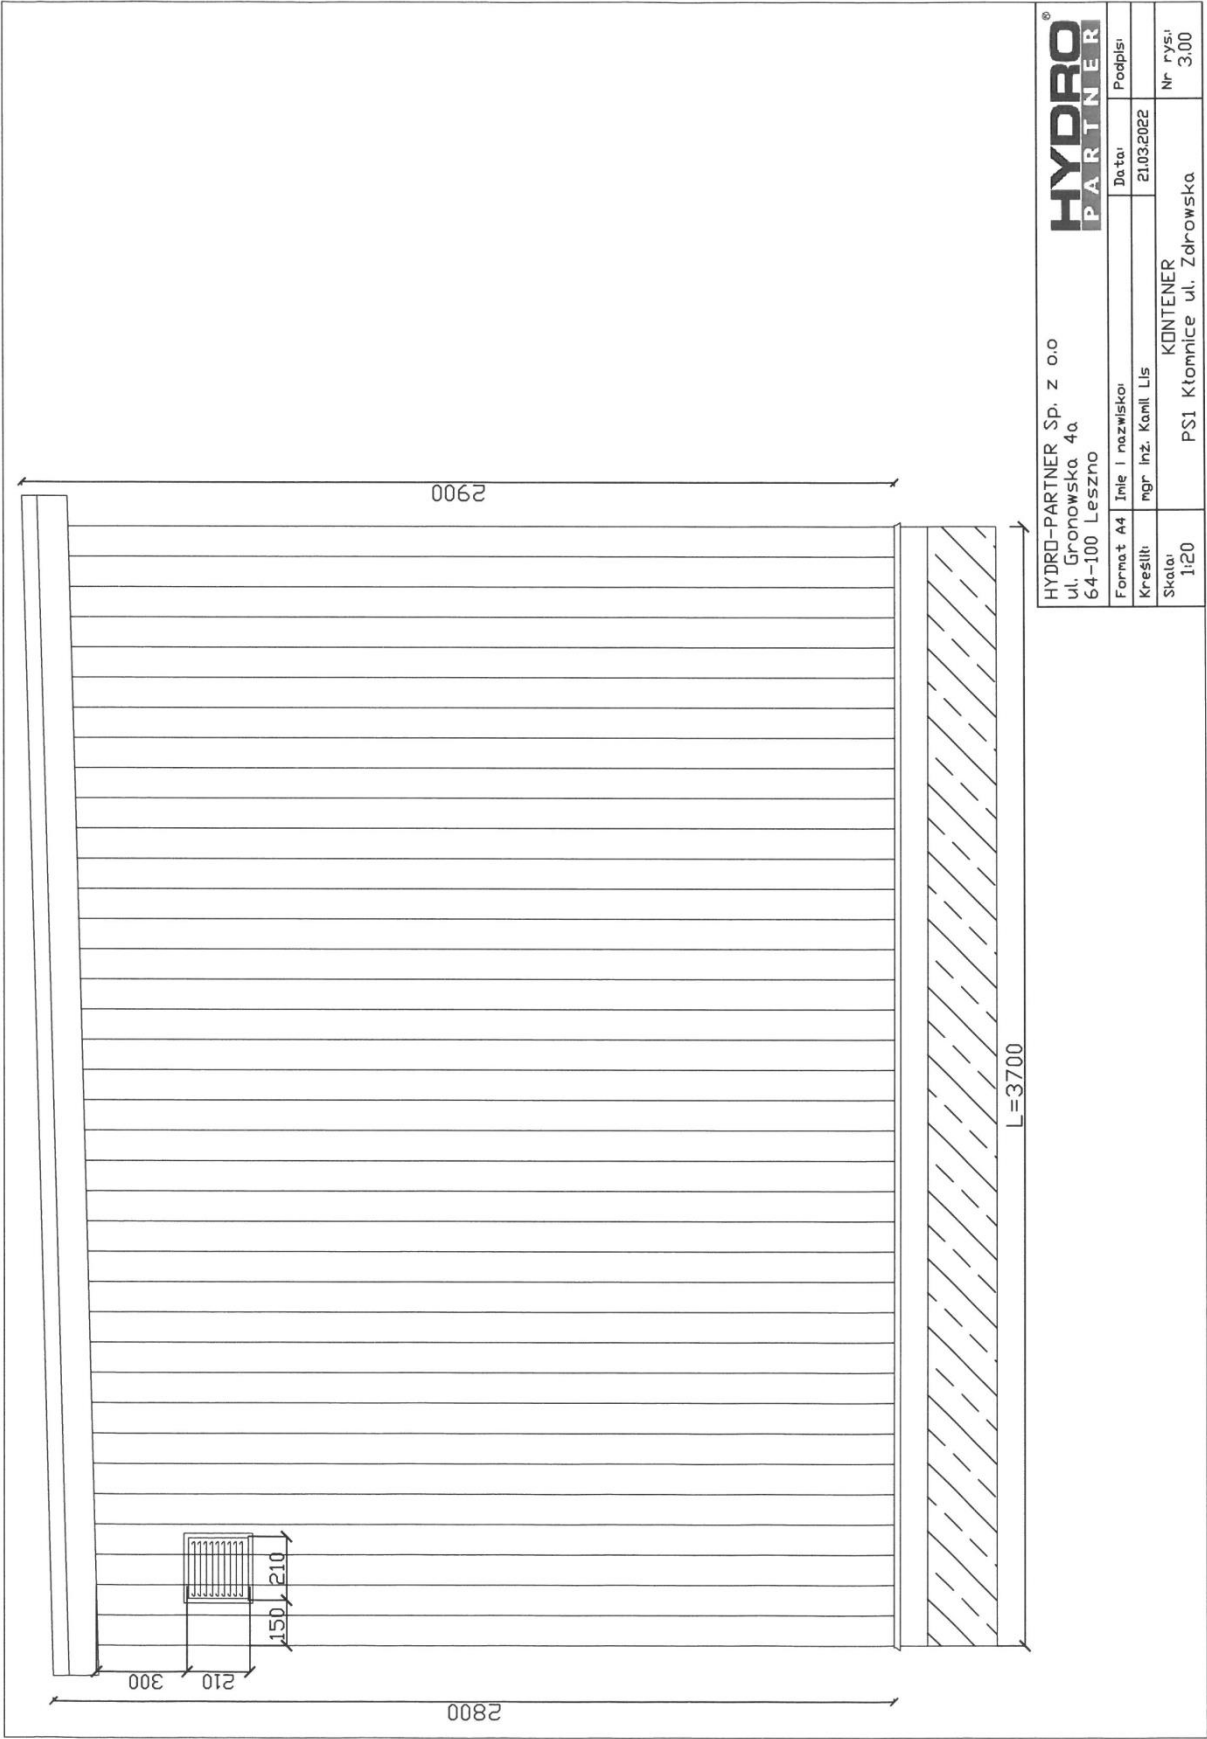 2900
2800
300
210
210
150
L=3700
HYDRO-PARTNER Sp. z o.o
ul. Gronowska 4a
64-100 Leszno
HYDRO®
PARTNER
Format A4 Imię i nazwisko: Data: Podpis:
Kreślił: mgr inż. Kamil Lis 21.03.2022
Skala: 1:20
KONTENER
PS1 Kłomnice ul. Zdrowska
Nr rys.: 3.00